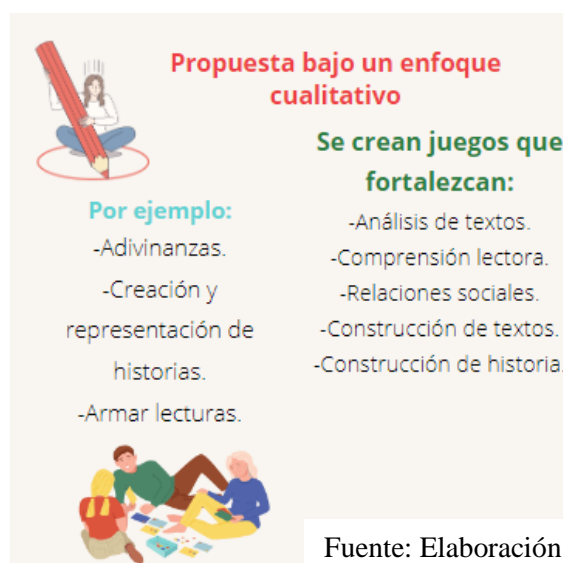 Propuesta bajo un enfoque
cualitativo
Se crean juegos que
fortalezcan:
-Análisis de textos.
-Comprensión lectora.
-Relaciones sociales.
-Construcción de textos.
-Construcción de historia.
Por ejemplo:
-Adivinanzas.
-Creación y
representación de
historias.
-Armar lecturas.
Fuente: Elaboración